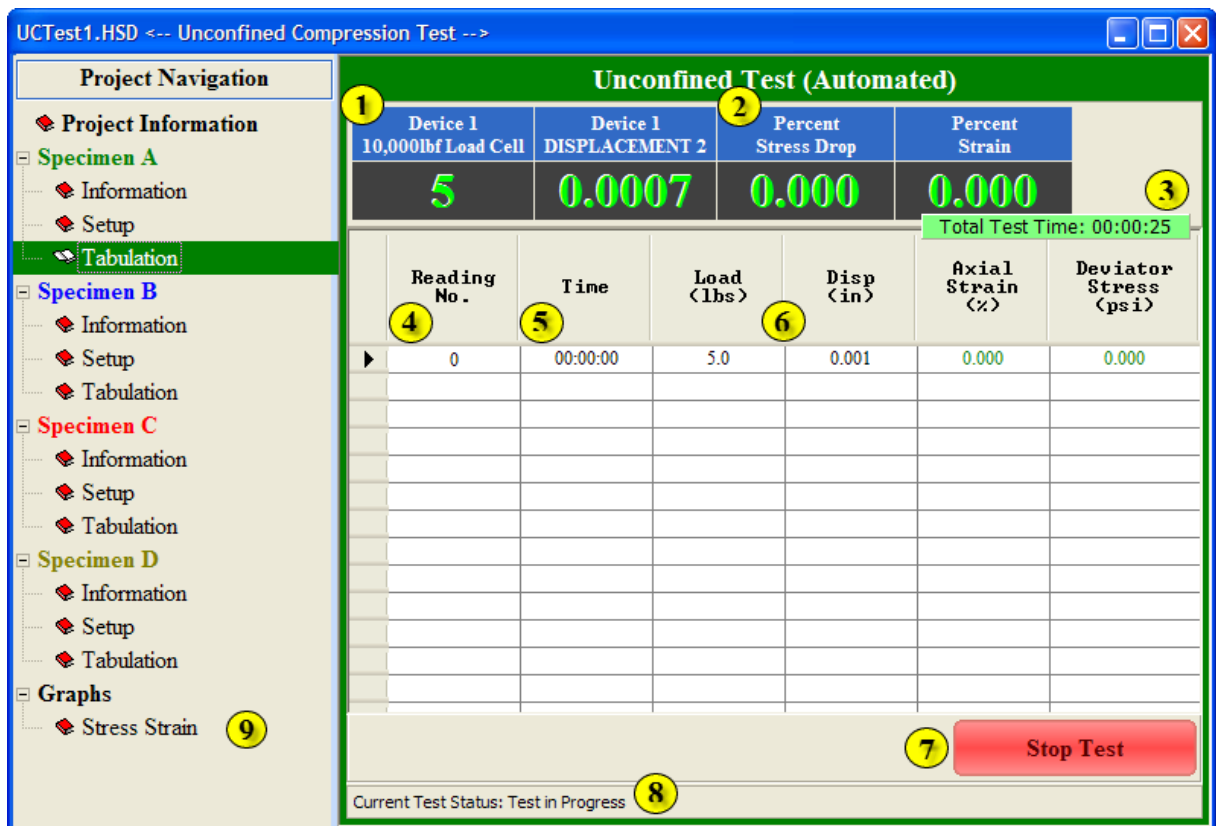 UCTest1.HSD <-- Unconfined Compression Test -->
Project Navigation
Project Information
Specimen A
Information
Setup
Tabulation
Specimen B
Information
Setup
Tabulation
Specimen C
Information
Setup
Tabulation
Specimen D
Information
Setup
Tabulation
Graphs
Stress Strain
9
Unconfined Test (Automated)
1
2
Device 1 Device 1 Percent Percent
10,000lbf Load Cell DISPLACEMENT 2 Stress Drop Strain
5 0.0007 0.000 0.000
3
Total Test Time: 00:00:25
Reading Time Load Disp Axial Deviator
No. (lbs) (in) Strain Stress
(%) (psi)
4 5 6
0 00:00:00 5.0 0.001 0.000 0.000
7
Stop Test
Current Test Status: Test in Progress
8